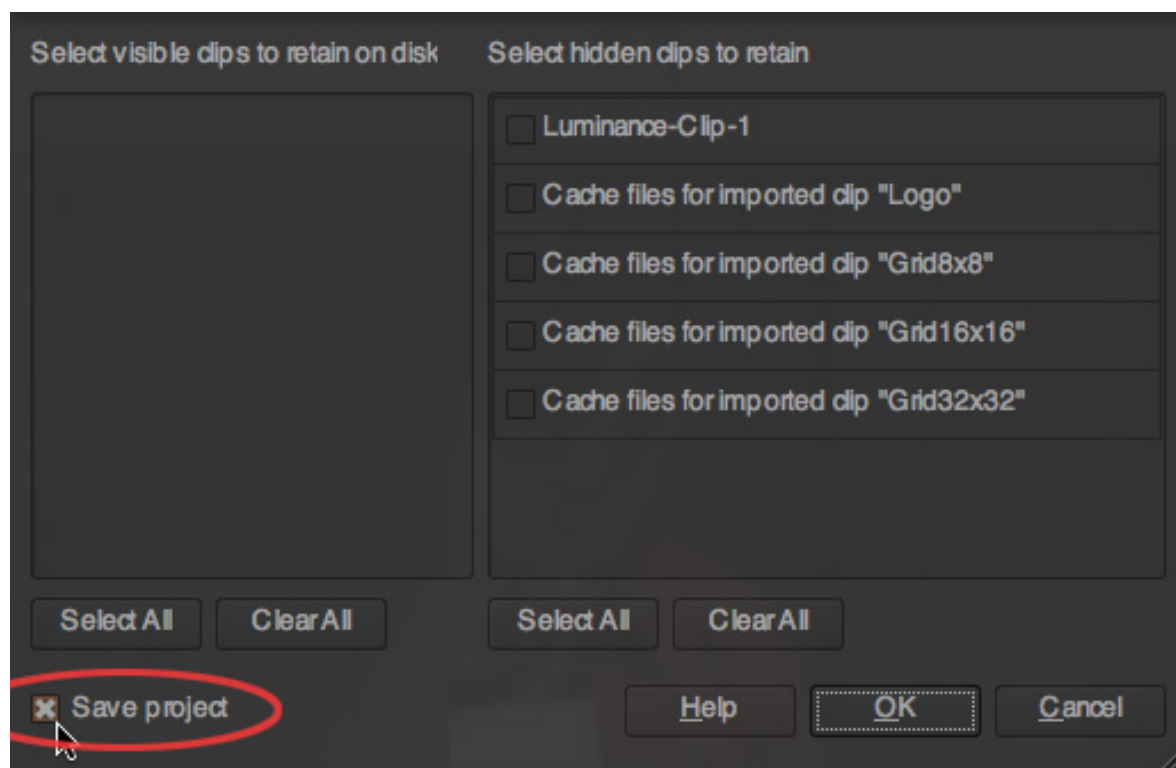 Select visible clips to retain on disk
Select hidden clips to retain
Luminance-Clip-1
Cache files for imported clip "Logo"
Cache files for imported clip "Grid8x8"
Cache files for imported clip "Grid16x16"
Cache files for imported clip "Grid32x32"
Select All
Clear All
Select All
Clear All
Save project
Help
OK
Cancel